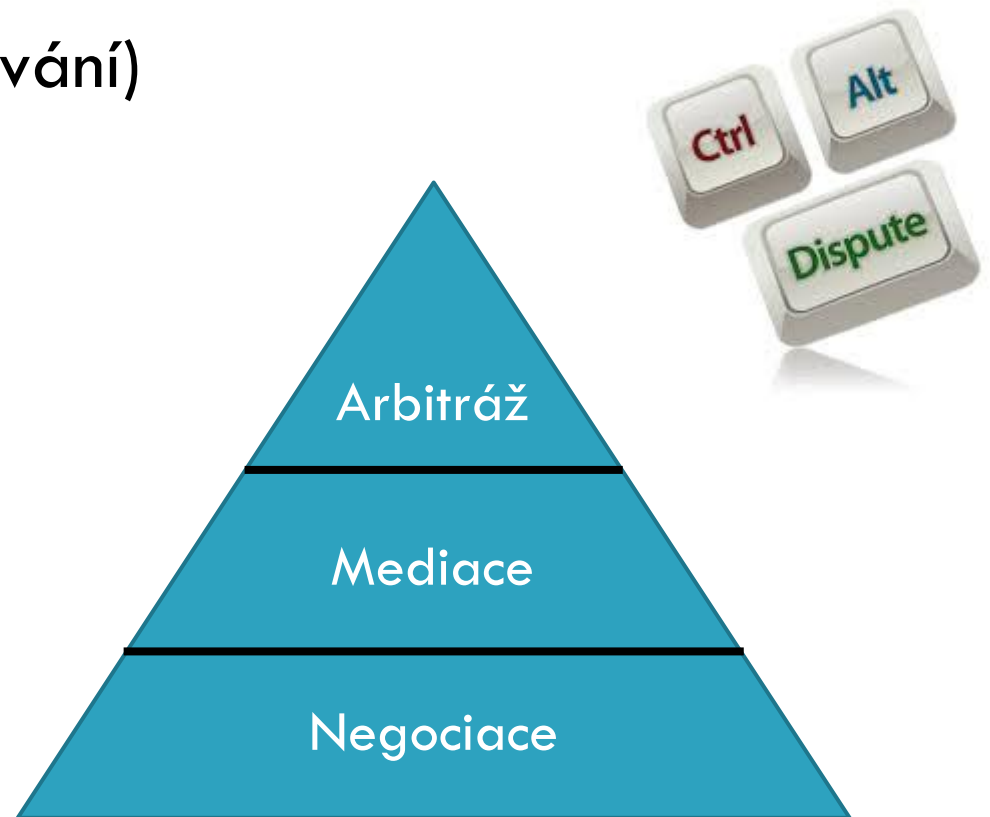 vání)
Ctrl
Alt
Dispute
Arbitráž
Mediace
Negociace